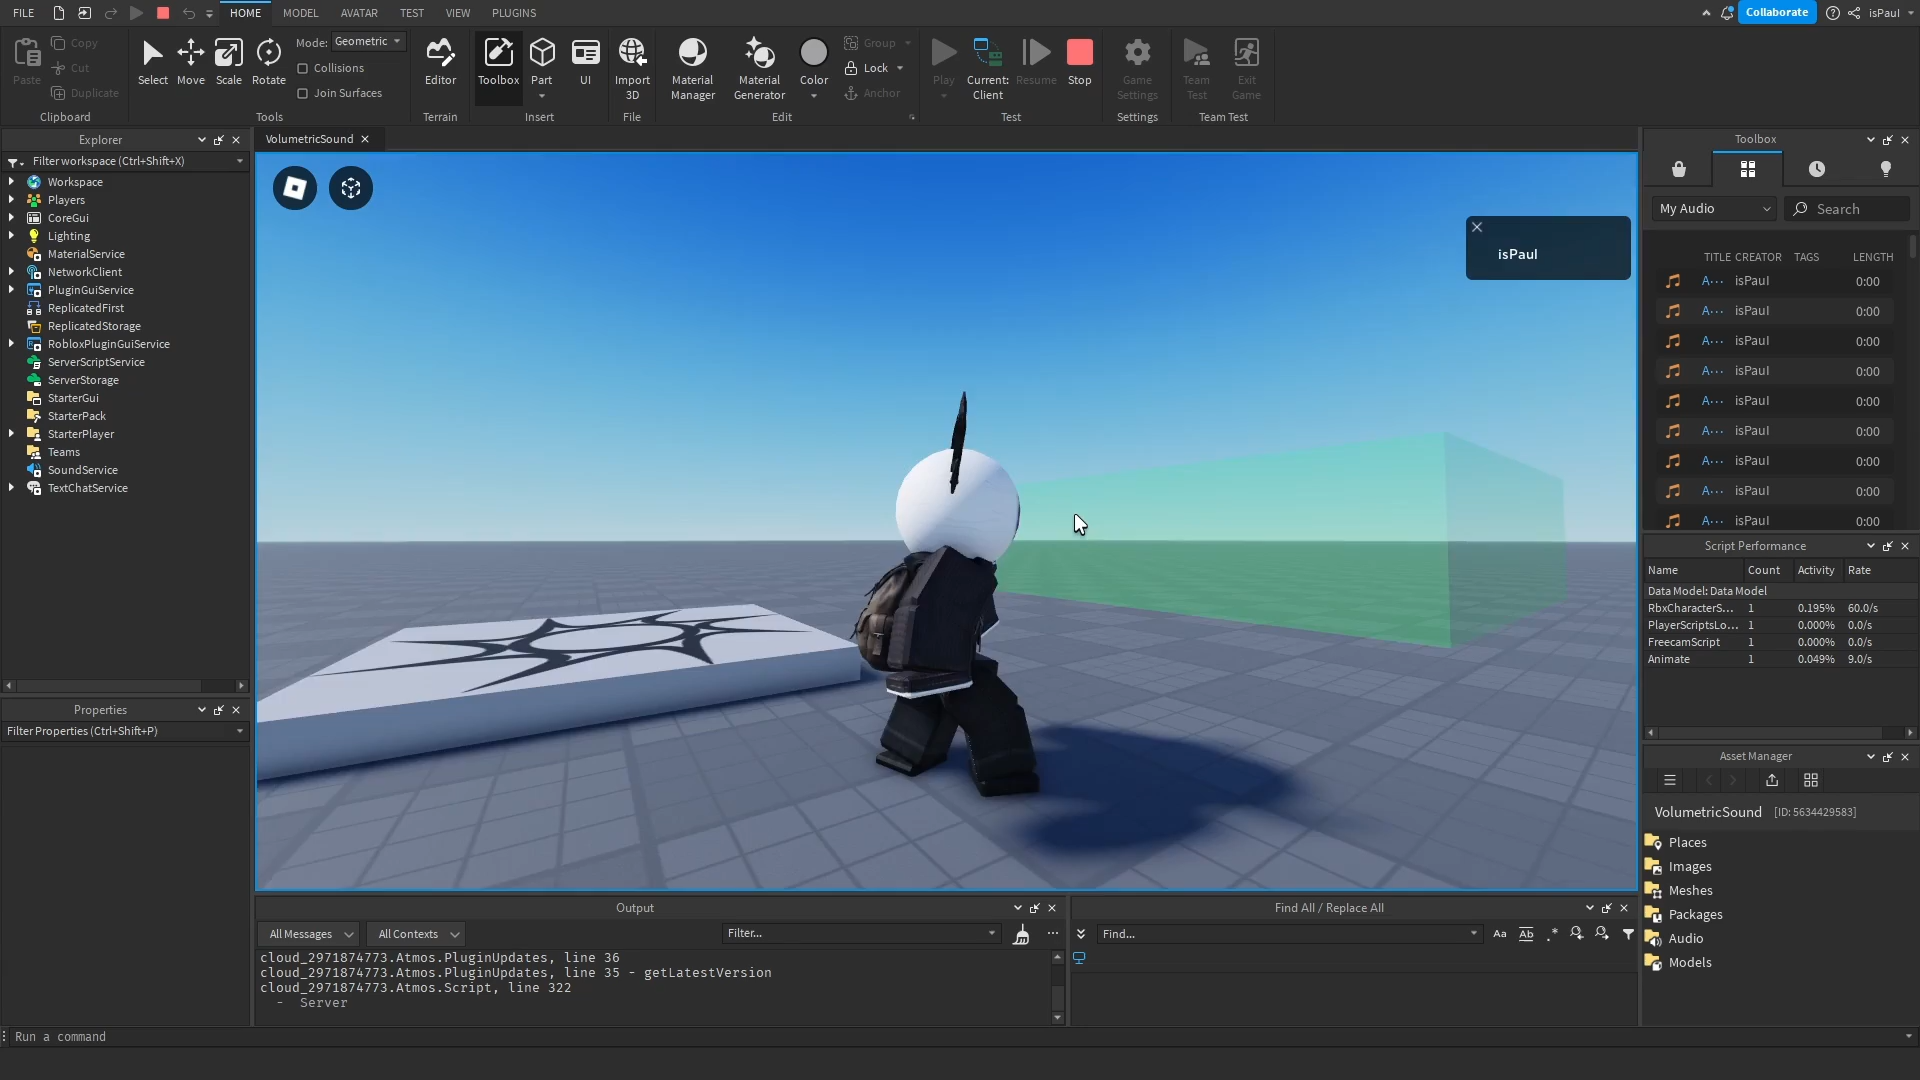 FILE HOME MODEL AVATAR TEST VIEW PLUGINS Collaborate isPaul
Paste Copy Cut Duplicate Clipboard
Select Move Scale Rotate Mode: Geometric Collisions Join Surfaces Tools
Editor Terrain
Toolbox Part UI Insert
Import 3D File
Material Manager Material Generator Color Group Lock Anchor Edit
Play Current: Client Resume Stop Test
Game Settings Settings
Team Test Exit Game Team Test
Explorer
Filter workspace (Ctrl+Shift+X)
Workspace
Players
CoreGui
Lighting
MaterialService
NetworkClient
PluginGuiService
ReplicatedFirst
ReplicatedStorage
RobloxPluginGuiService
ServerScriptService
ServerStorage
StarterGui
StarterPack
StarterPlayer
Teams
SoundService
TextChatService
Properties
Filter Properties (Ctrl+Shift+P)
VolumetricSound
isPaul
Output
All Messages All Contexts Filter...
cloud_2971874773.Atmos.PluginUpdates, line 36
cloud_2971874773.Atmos.PluginUpdates, line 35 - getLatestVersion
cloud_2971874773.Atmos.Script, line 322
- Server
Find All / Replace All
Find... Aa Ab .*
Toolbox
My Audio Search
TITLE CREATOR TAGS LENGTH
A... isPaul 0:00
A... isPaul 0:00
A... isPaul 0:00
A... isPaul 0:00
A... isPaul 0:00
A... isPaul 0:00
A... isPaul 0:00
A... isPaul 0:00
A... isPaul 0:00
Script Performance
Name Count Activity Rate
Data Model: Data Model
RbxCharacterS... 1 0.195% 60.0/s
PlayerScriptsLo... 1 0.000% 0.0/s
FreecamScript 1 0.000% 0.0/s
Animate 1 0.049% 9.0/s
Asset Manager
VolumetricSound [ID: 5634429583]
Places
Images
Meshes
Packages
Audio
Models
Run a command